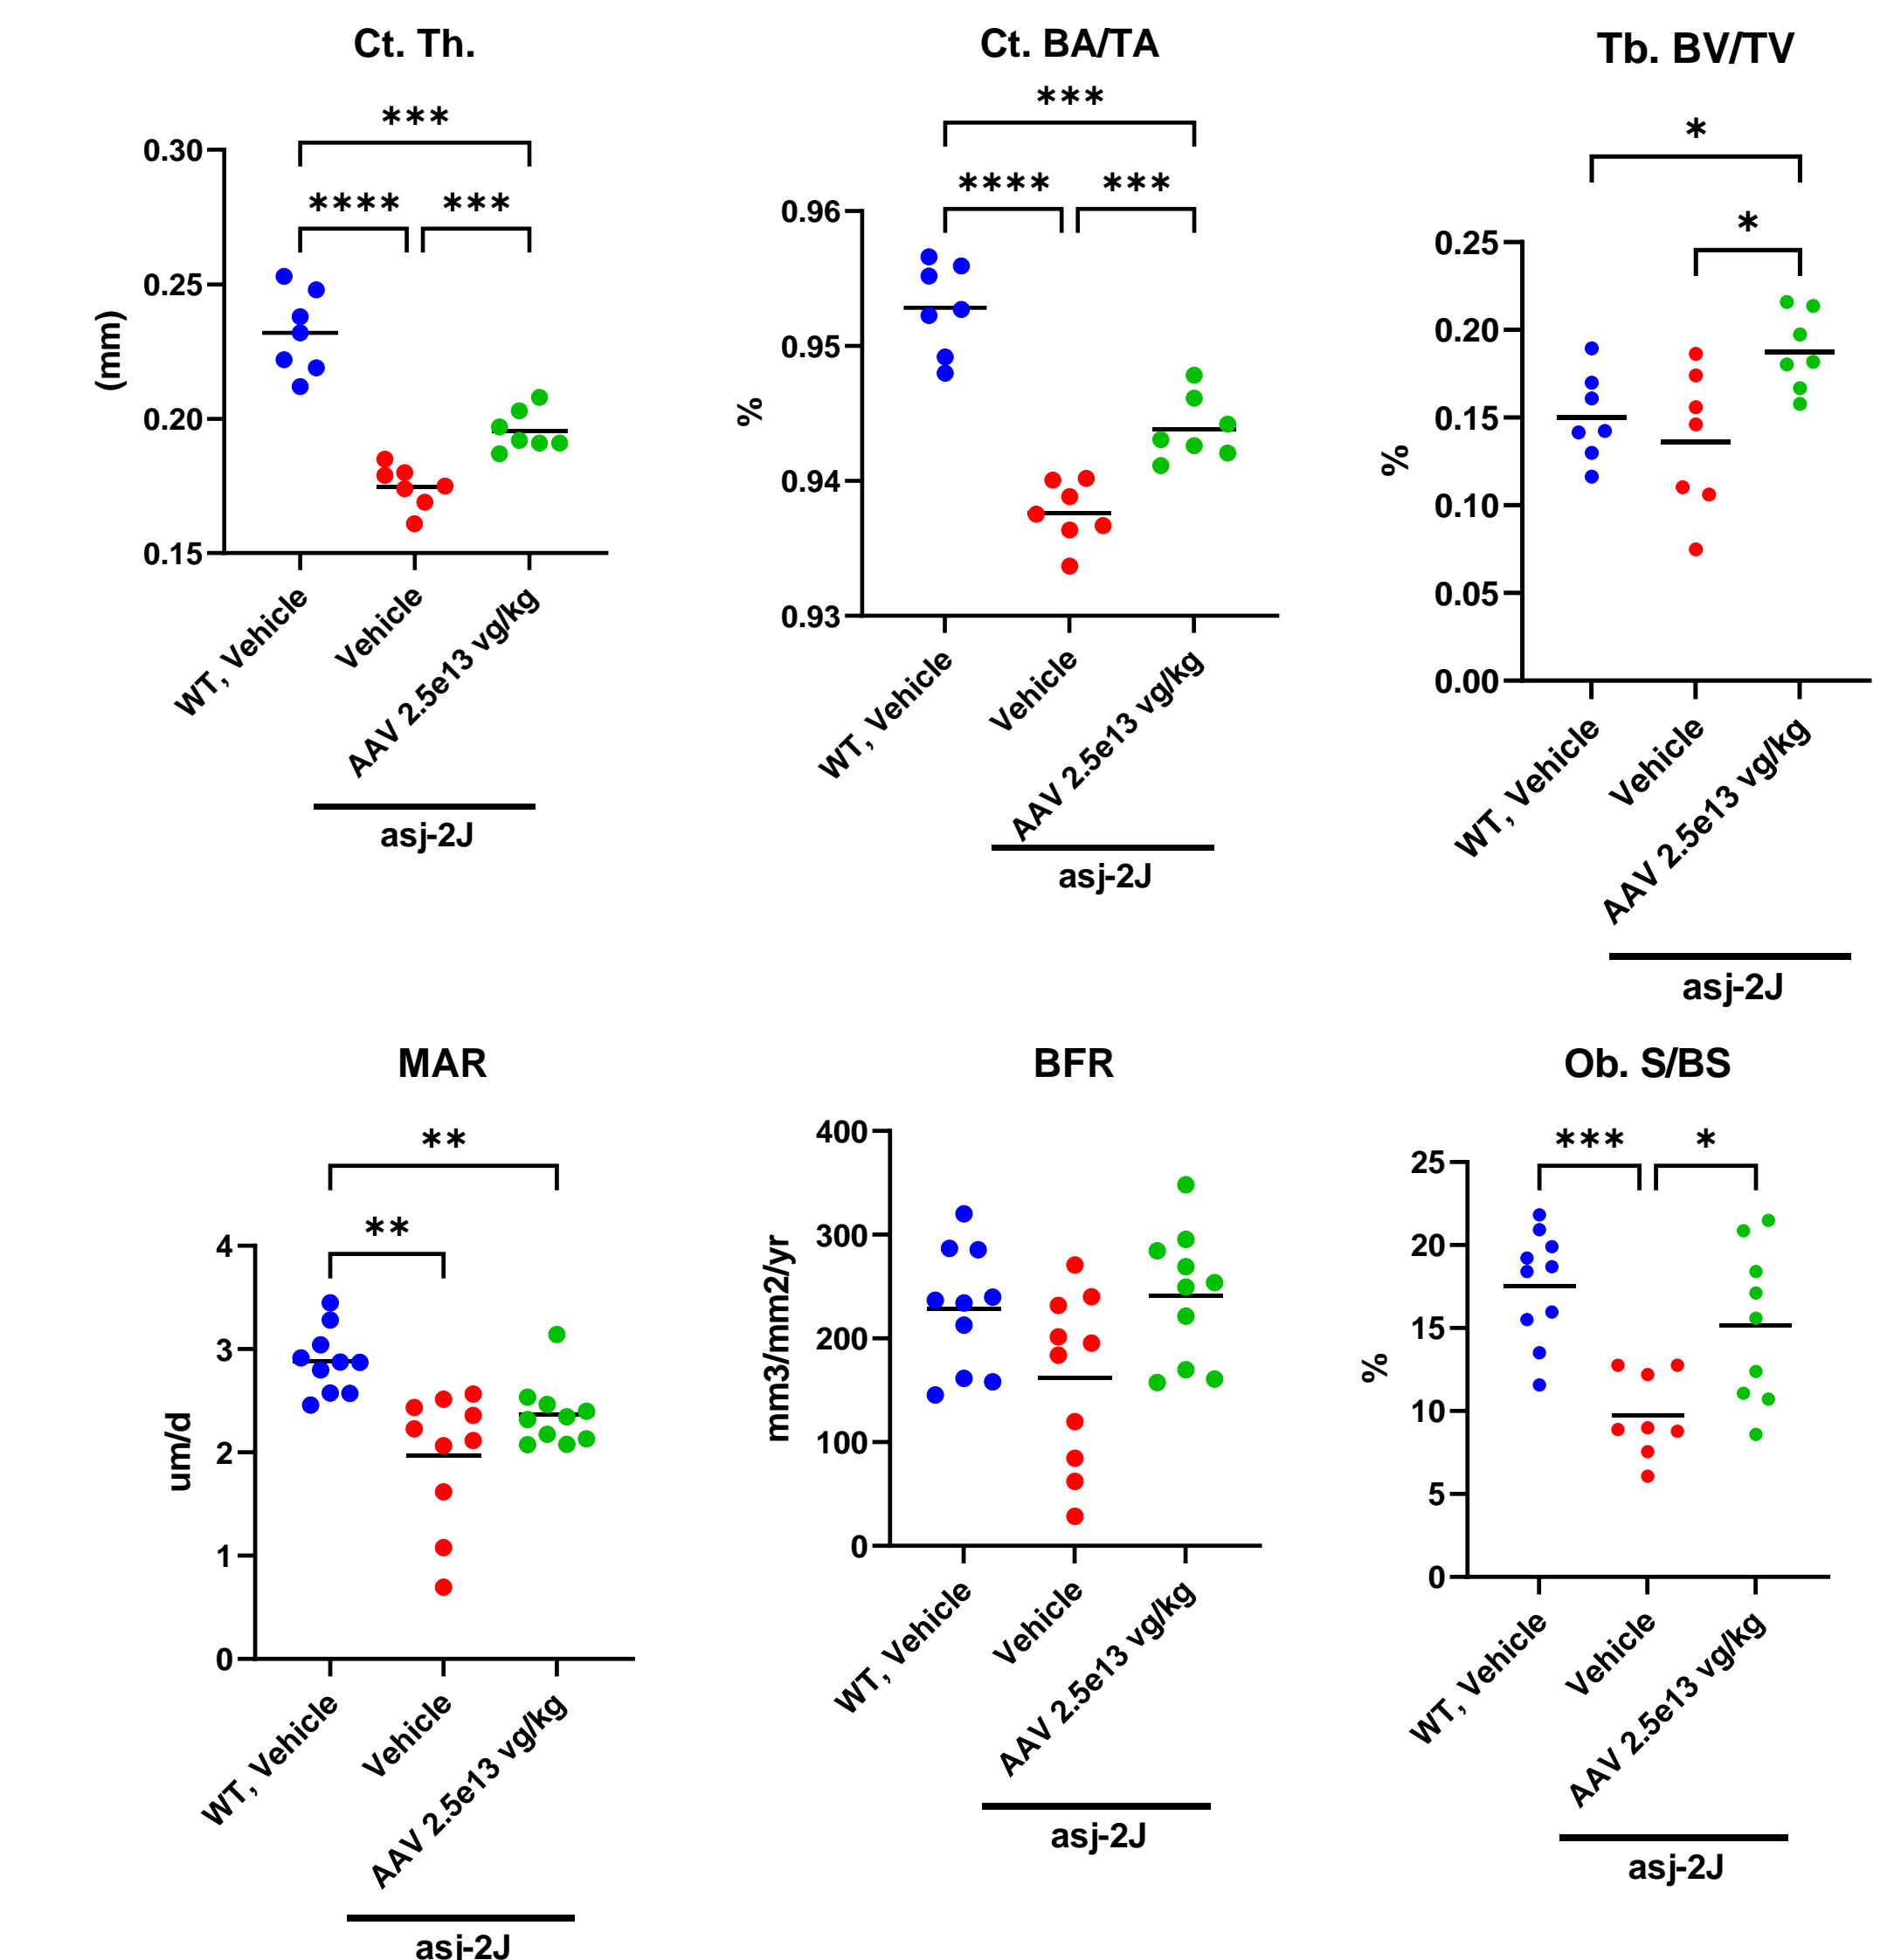 Ct. Th.
***
**** ***
0.30
0.25
0.20
0.15
(mm)
WT, Vehicle
Vehicle
AAV 2.5e13 vg/kg
asj-2J
Ct. BA/TA
***
**** ***
0.96
0.95
0.94
0.93
%
WT, Vehicle
Vehicle
AAV 2.5e13 vg/kg
asj-2J
Tb. BV/TV
*
*
0.25
0.20
0.15
0.10
0.05
0.00
%
WT, Vehicle
Vehicle
AAV 2.5e13 vg/kg
asj-2J
MAR
**
**
4
3
2
1
0
um/d
WT, Vehicle
Vehicle
AAV 2.5e13 vg/kg
asj-2J
BFR
400
300
200
100
0
mm3/mm2/yr
WT, Vehicle
Vehicle
AAV 2.5e13 vg/kg
asj-2J
Ob. S/BS
*** *
25
20
15
10
5
0
%
WT, Vehicle
Vehicle
AAV 2.5e13 vg/kg
asj-2J